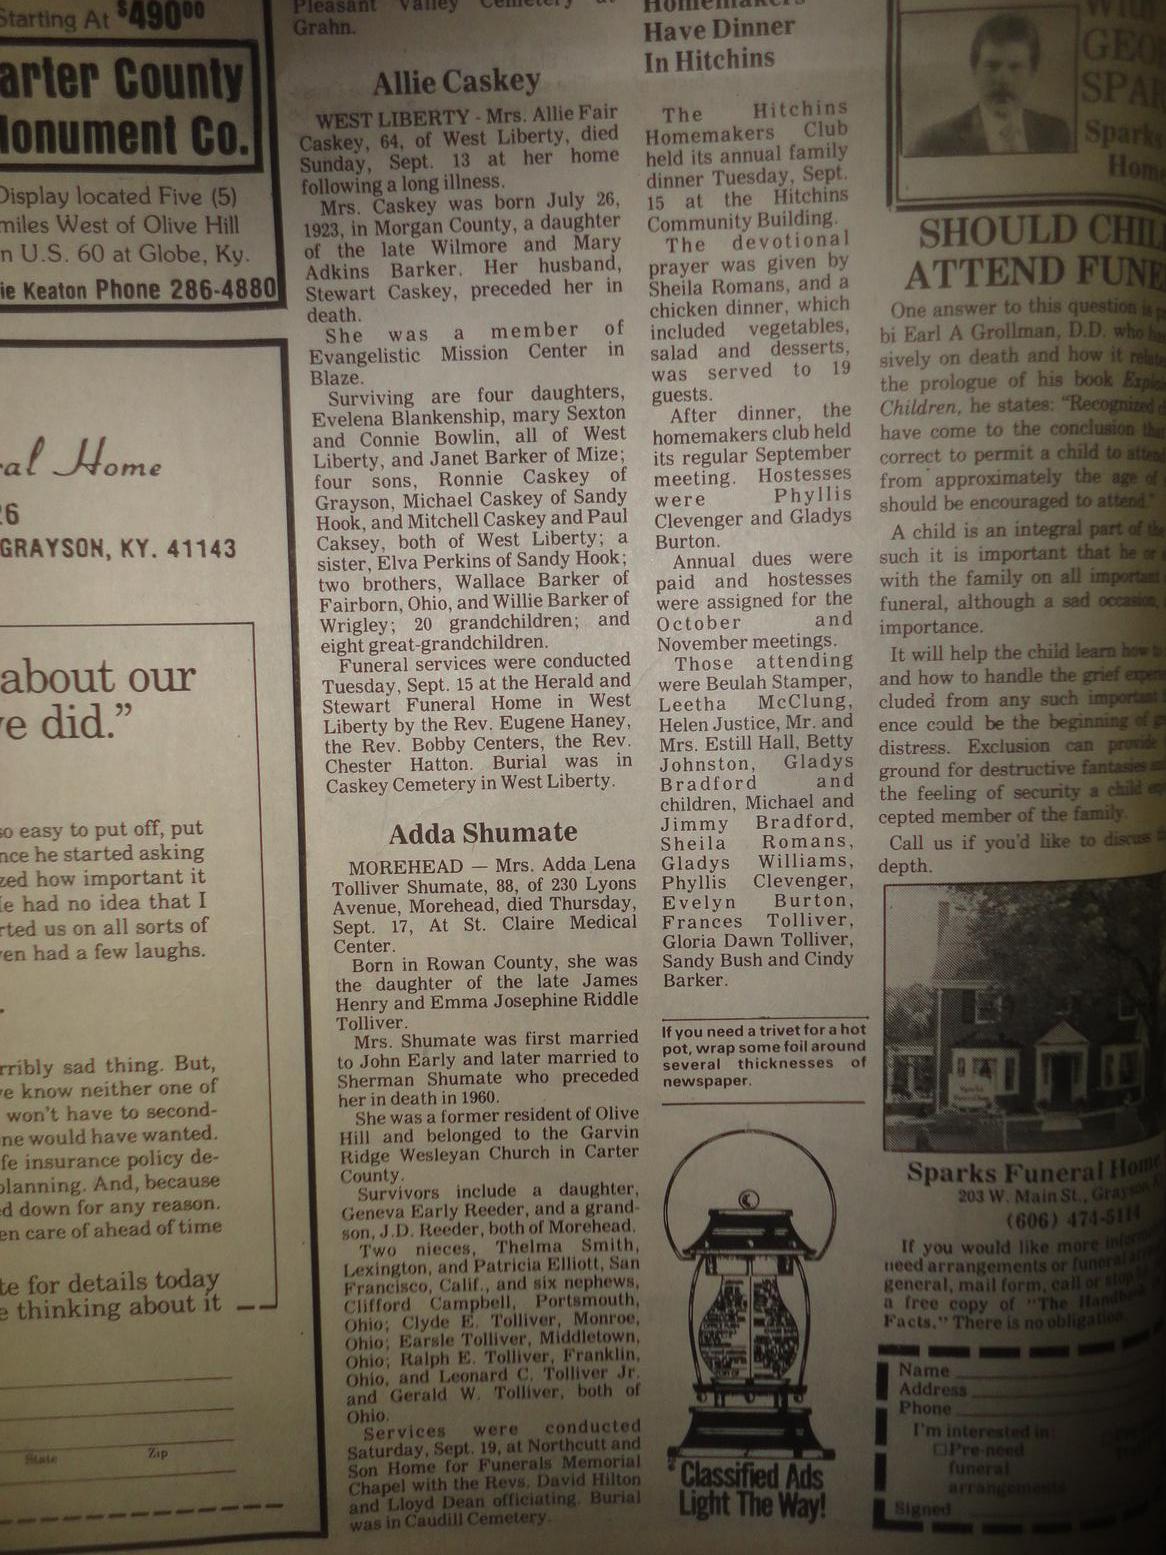 Starting At $490⁰⁰
arter County
Monument Co.
Display located Five (5)
miles West of Olive Hill
n U.S. 60 at Globe, Ky.
ie Keaton Phone 286-4880
al Home
26
GRAYSON, KY. 41143
about our
ve did."
so easy to put off, put
nce he started asking
zed how important it
He had no idea that I
rted us on all sorts of
ven had a few laughs.
rribly sad thing. But,
ve know neither one of
won't have to second-
ne would have wanted.
fe insurance policy de-
planning. And, because
ed down for any reason.
en care of ahead of time
te for details today
e thinking about it
State Zip
Pleasant Valley Cemetery at
Grahn.
Allie Caskey
WEST LIBERTY - Mrs. Allie Fair
Caskey, 64, of West Liberty, died
Sunday, Sept. 13 at her home
following a long illness.
Mrs. Caskey was born July 26,
1923, in Morgan County, a daughter
of the late Wilmore and Mary
Adkins Barker. Her husband,
Stewart Caskey, preceded her in
death.
She was a member of
Evangelistic Mission Center in
Blaze.
Surviving are four daughters,
Evelena Blankenship, mary Sexton
and Connie Bowlin, all of West
Liberty, and Janet Barker of Mize;
four sons, Ronnie Caskey of
Grayson, Michael Caskey of Sandy
Hook, and Mitchell Caskey and Paul
Caksey, both of West Liberty; a
sister, Elva Perkins of Sandy Hook;
two brothers, Wallace Barker of
Fairborn, Ohio, and Willie Barker of
Wrigley; 20 grandchildren; and
eight great-grandchildren.
Funeral services were conducted
Tuesday, Sept. 15 at the Herald and
Stewart Funeral Home in West
Liberty by the Rev. Eugene Haney,
the Rev. Bobby Centers, the Rev.
Chester Hatton. Burial was in
Caskey Cemetery in West Liberty.
Adda Shumate
MOREHEAD — Mrs. Adda Lena
Tolliver Shumate, 88, of 230 Lyons
Avenue, Morehead, died Thursday,
Sept. 17, At St. Claire Medical
Center.
Born in Rowan County, she was
the daughter of the late James
Henry and Emma Josephine Riddle
Tolliver.
Mrs. Shumate was first married
to John Early and later married to
Sherman Shumate who preceded
her in death in 1960.
She was a former resident of Olive
Hill and belonged to the Garvin
Ridge Wesleyan Church in Carter
County.
Survivors include a daughter,
Geneva Early Reeder, and a grand-
son, J.D. Reeder, both of Morehead.
Two nieces, Thelma Smith,
Lexington, and Patricia Elliott, San
Francisco, Calif., and six nephews,
Clifford Campbell, Portsmouth,
Ohio; Clyde E. Tolliver, Monroe,
Ohio; Earsle Tolliver, Middletown,
Ohio; Ralph E. Tolliver, Franklin,
Ohio, and Leonard C. Tolliver Jr.
and Gerald W. Tolliver, both of
Ohio.
Services were conducted
Saturday, Sept. 19, at Northcutt and
Son Home for Funerals Memorial
Chapel with the Revs. David Hilton
and Lloyd Dean officiating. Burial
was in Caudill Cemetery.
Homemakers
Have Dinner
In Hitchins
The Hitchins
Homemakers Club
held its annual family
dinner Tuesday, Sept.
15 at the Hitchins
Community Building.
The devotional
prayer was given by
Sheila Romans, and a
chicken dinner, which
included vegetables,
salad and desserts,
was served to 19
guests.
After dinner, the
homemakers club held
its regular September
meeting. Hostesses
were Phyllis
Clevenger and Gladys
Burton.
Annual dues were
paid and hostesses
were assigned for the
October and
November meetings.
Those attending
were Beulah Stamper,
Leetha McClung,
Helen Justice, Mr. and
Mrs. Estill Hall, Betty
Johnston, Gladys
Bradford and
children, Michael and
Jimmy Bradford,
Sheila Romans,
Gladys Williams,
Phyllis Clevenger,
Evelyn Burton,
Frances Tolliver,
Gloria Dawn Tolliver,
Sandy Bush and Cindy
Barker.
If you need a trivet for a hot
pot, wrap some foil around
several thicknesses of
newspaper.
Classified Ads
Light The Way!
With
GEO
SPAR
Sparks
Home
SHOULD CHIL
ATTEND FUNE
One answer to this question is
bi Earl A Grollman, D.D. who has
sively on death and how it relate
the prologue of his book Explai
Children, he states: "Recognized
have come to the conclusion that
correct to permit a child to attend
from approximately the age of
should be encouraged to attend."
A child is an integral part of the
such it is important that he or
with the family on all important
funeral, although a sad occasion,
importance.
It will help the child learn how to
and how to handle the grief experi
cluded from any such important
ence could be the beginning of
distress. Exclusion can provide
ground for destructive fantasies
the feeling of security a child
cepted member of the family.
Call us if you'd like to discuss
depth.
Sparks Funeral Home
203 W. Main St., Grayson
(606) 474-5114
If you would like more inform
need arrangements or funeral
general, mail form, call or stop
a free copy of "The Handb
Facts." There is no obligation.
Name
Address
Phone
I'm interested in:
Pre-need
funeral
arrangements
Signed